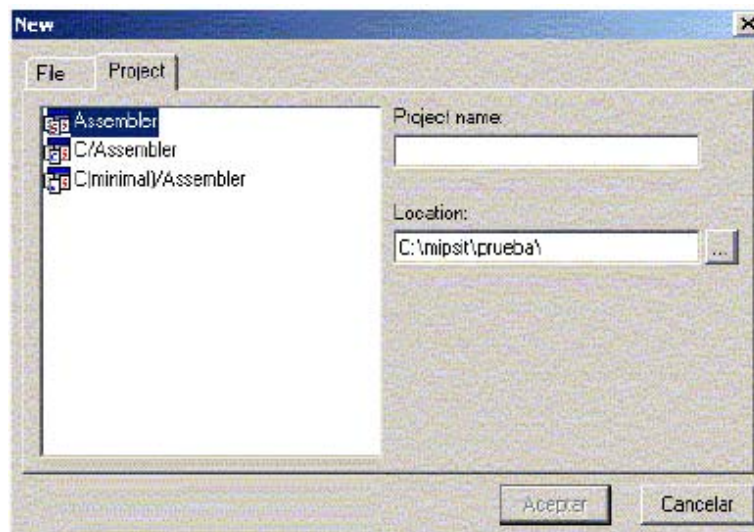 New
File
Project
Assembler
C/Assembler
C(minimal)/Assembler
Project name:
Location:
C:\mipsit\prueba\
...
Aceptar
Cancelar